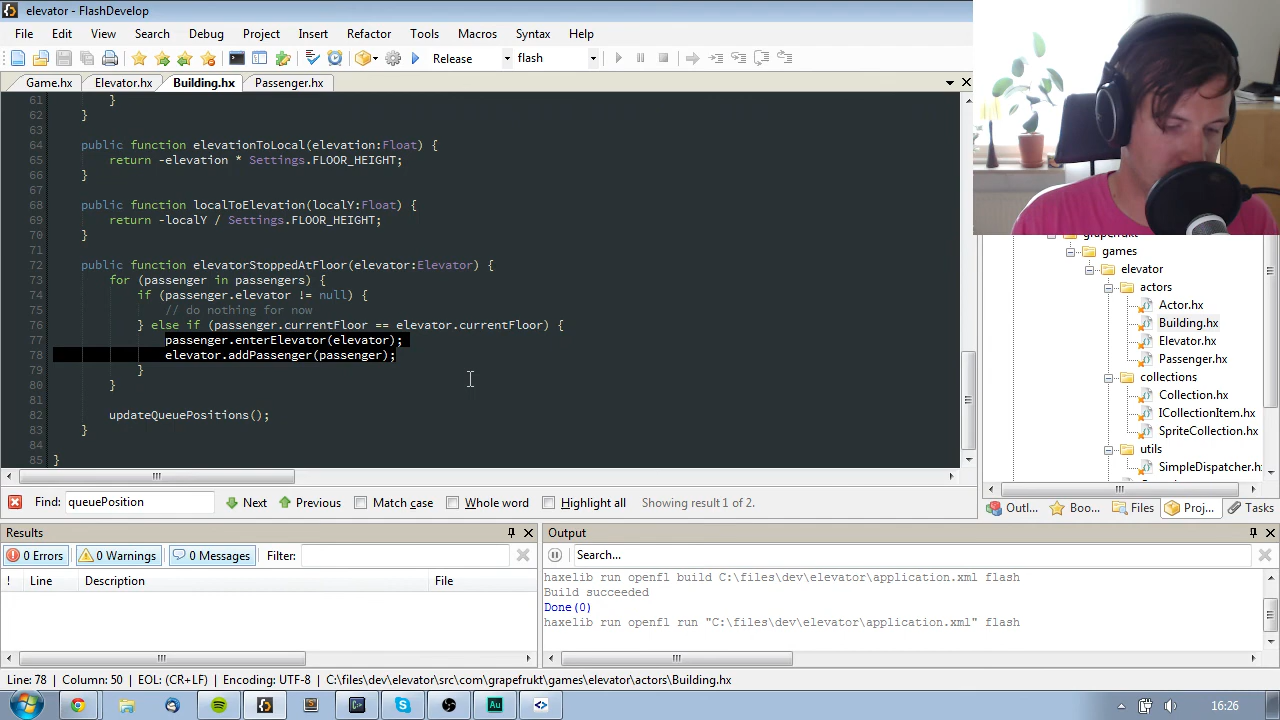 elevator - FlashDevelop
File Edit View Search Debug Project Insert Refactor Tools Macros Syntax Help
Release flash
Game.hx Elevator.hx Building.hx Passenger.hx
61 }
62 }
63
64 public function elevationToLocal(elevation:Float) {
65 return -elevation * Settings.FLOOR_HEIGHT;
66 }
67
68 public function localToElevation(localY:Float) {
69 return -localY / Settings.FLOOR_HEIGHT;
70 }
71
72 public function elevatorStoppedAtFloor(elevator:Elevator) {
73 for (passenger in passengers) {
74 if (passenger.elevator != null) {
75 // do nothing for now
76 } else if (passenger.currentFloor == elevator.currentFloor) {
77 passenger.enterElevator(elevator);
78 elevator.addPassenger(passenger);
79 }
80 }
81
82 updateQueuePositions();
83 }
84
85 }
grapefrukt
games
elevator
actors
Actor.hx
Building.hx
Elevator.hx
Passenger.hx
collections
Collection.hx
ICollectionItem.hx
SpriteCollection.hx
utils
SimpleDispatcher.hx
Outl... Boo... Files Proj... Tasks
Find: queuePosition Next Previous Match case Whole word Highlight all Showing result 1 of 2.
Results
0 Errors 0 Warnings 0 Messages Filter:
! Line Description File
Output
Search...
haxelib run openfl build C:\files\dev\elevator\application.xml flash
Build succeeded
Done(0)
haxelib run openfl run "C:\files\dev\elevator\application.xml" flash
Line: 78 Column: 50 EOL: (CR+LF) Encoding: UTF-8 C:\files\dev\elevator\src\com\grapefrukt\games\elevator\actors\Building.hx
16:26